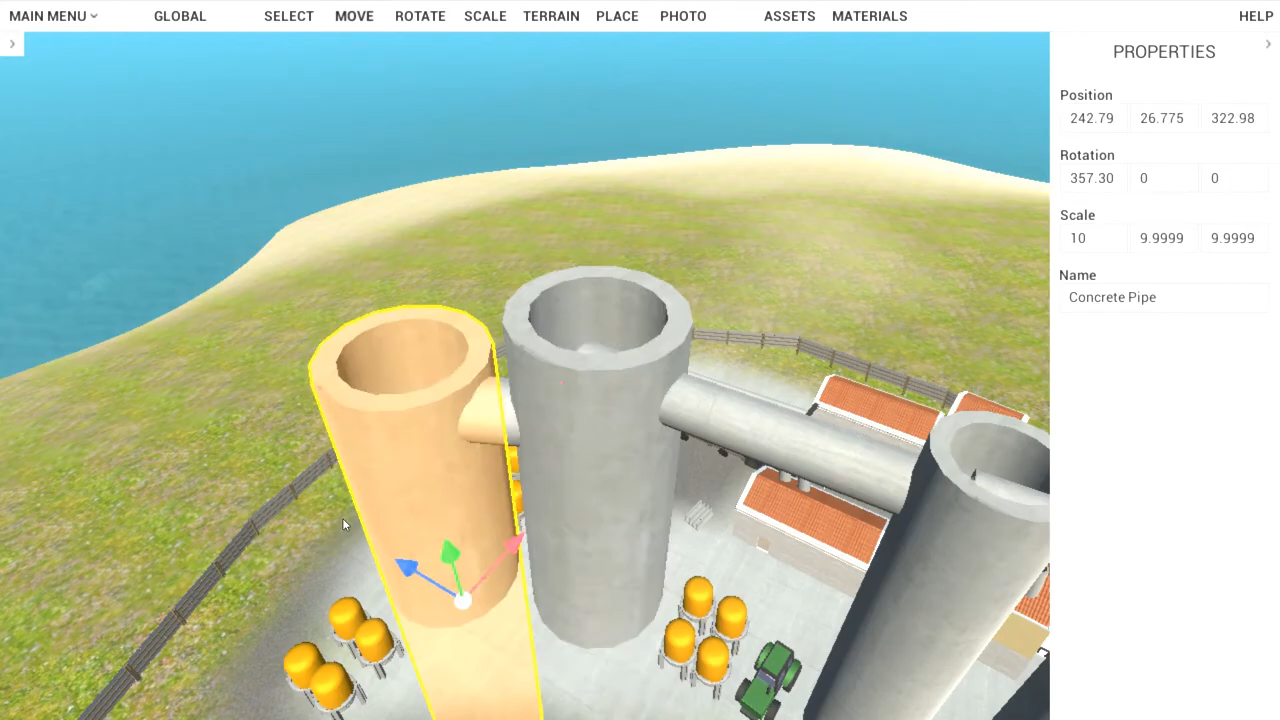 MAIN MENU GLOBAL SELECT MOVE ROTATE SCALE TERRAIN PLACE PHOTO ASSETS MATERIALS HELP
PROPERTIES
Position
242.79 26.775 322.98
Rotation
357.30 0 0
Scale
10 9.9999 9.9999
Name
Concrete Pipe